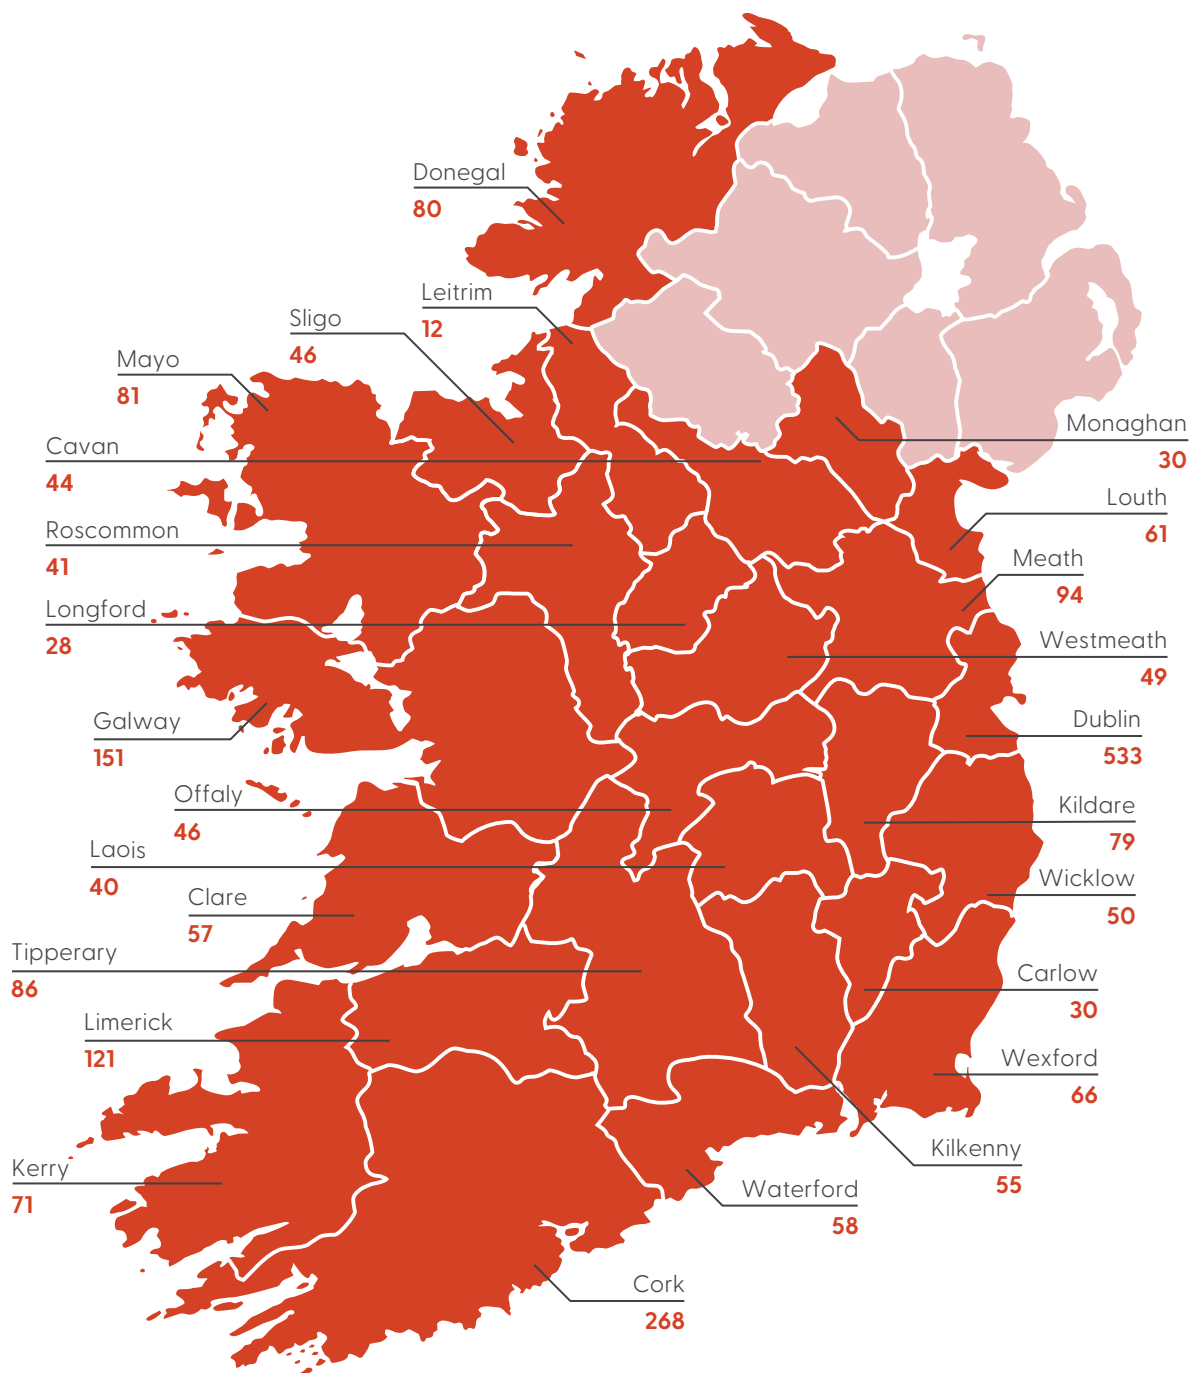 Donegal
80
Leitrim
12
Sligo
46
Mayo
81
Cavan
44
Roscommon
41
Longford
28
Galway
151
Offaly
46
Laois
40
Clare
57
Tipperary
86
Limerick
121
Kerry
71
Monaghan
30
Louth
61
Meath
94
Westmeath
49
Dublin
533
Kildare
79
Wicklow
50
Carlow
30
Wexford
66
Kilkenny
55
Waterford
58
Cork
268